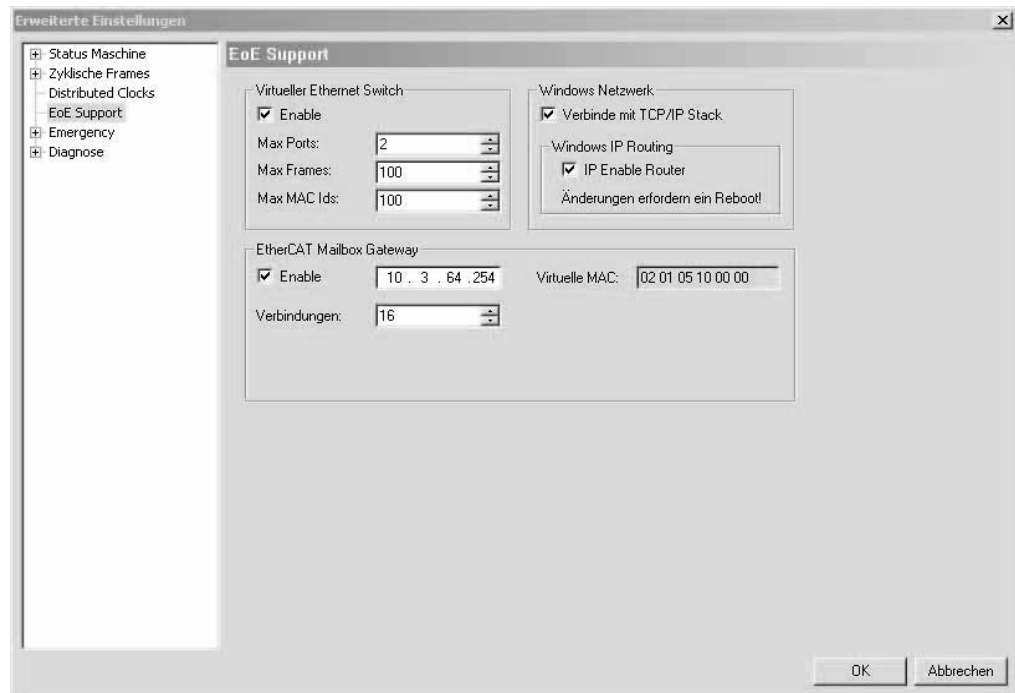 Erweiterte Einstellungen
Status Maschine
Zyklische Frames
Distributed Clocks
EoE Support
Emergency
Diagnose
EoE Support
Virtueller Ethernet Switch
Enable
Max Ports: 2
Max Frames: 100
Max MAC Ids: 100
Windows Netzwerk
Verbinde mit TCP/IP Stack
Windows IP Routing
IP Enable Router
Änderungen erfordern ein Reboot!
EtherCAT Mailbox Gateway
Enable 10 . 3 . 64 .254 Virtuelle MAC: 02 01 05 10 00 00
Verbindungen: 16
OK Abbrechen